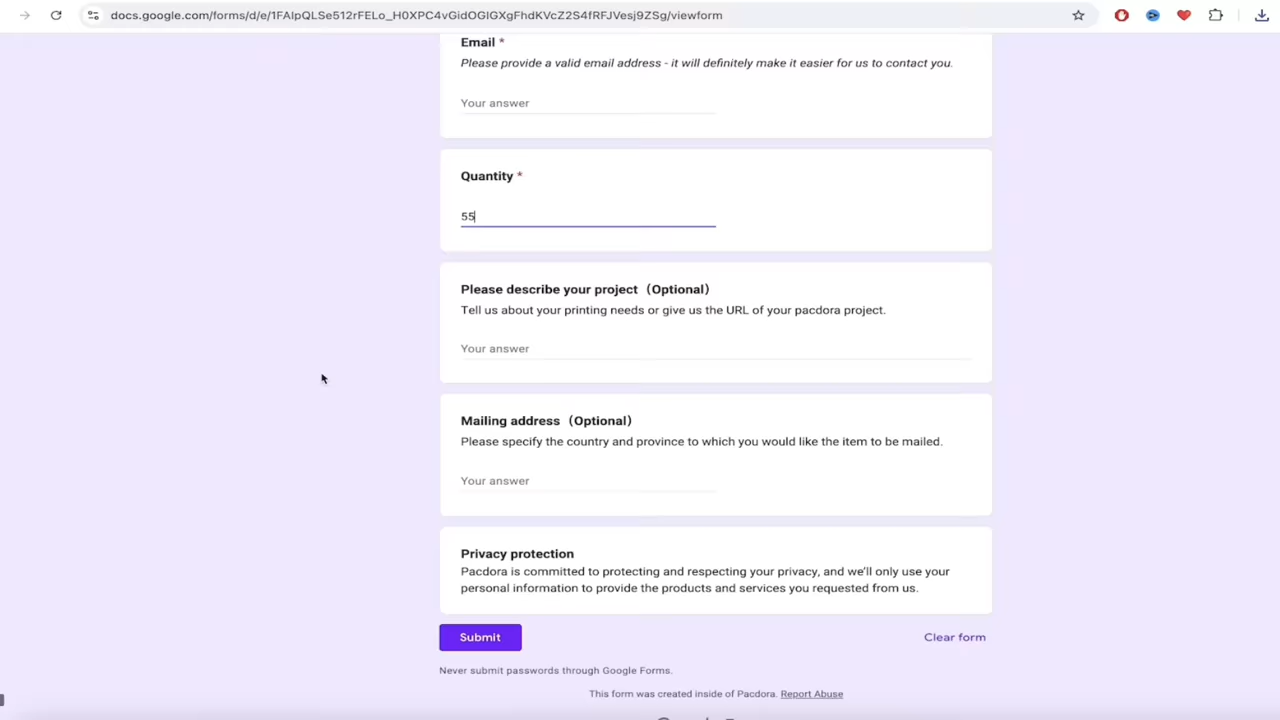 docs.google.com/forms/d/e/1FAIpQLSe512rFELo_H0XPC4vGidOGlGXgFhdKVcZ2S4fRFJVesj9ZSg/viewform
Email *
Please provide a valid email address - it will definitely make it easier for us to contact you.
Your answer
Quantity *
55
Please describe your project（Optional）
Tell us about your printing needs or give us the URL of your pacdora project.
Your answer
Mailing address（Optional）
Please specify the country and province to which you would like the item to be mailed.
Your answer
Privacy protection
Pacdora is committed to protecting and respecting your privacy, and we'll only use your
personal information to provide the products and services you requested from us.
Submit
Clear form
Never submit passwords through Google Forms.
This form was created inside of Pacdora. Report Abuse